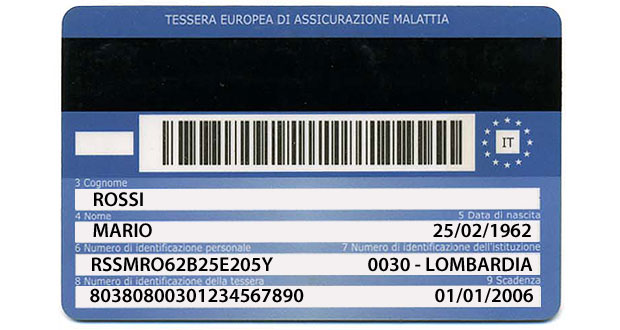 TESSERA EUROPEA DI ASSICURAZIONE MALATTIA
IT
3 Cognome
ROSSI
4 Nome 5 Data di nascita
MARIO 25/02/1962
6 Numero di identificazione personale 7 Numero di identificazione dell'istituzione
RSSMRO62B25E205Y 0030 - LOMBARDIA
8 Numero di identificazione della tessera 9 Scadenza
80380800301234567890 01/01/2006